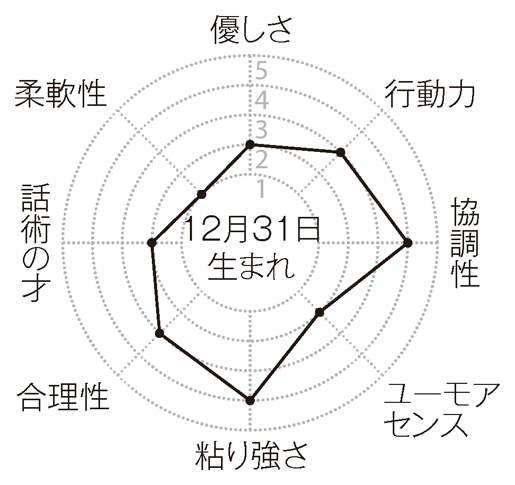 優しさ
行動力
協調性
ユーモア
センス
粘り強さ
合理性
話術の才
柔軟性
5
4
3
2
1
12月31日
生まれ